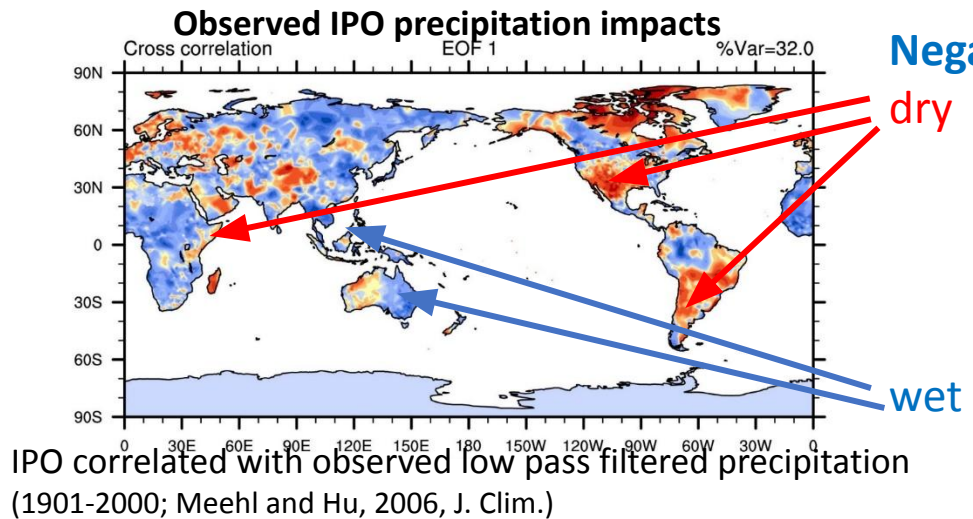 Observed IPO precipitation impacts
Cross correlation EOF 1 %Var=32.0
Nega
dry
90N
60N
30N
0
30S
60S
90S
wet
0 30E 60E 90E 120E 150E 180 150W 120W 90W 60W 30W 0
IPO correlated with observed low pass filtered precipitation
(1901-2000; Meehl and Hu, 2006, J. Clim.)